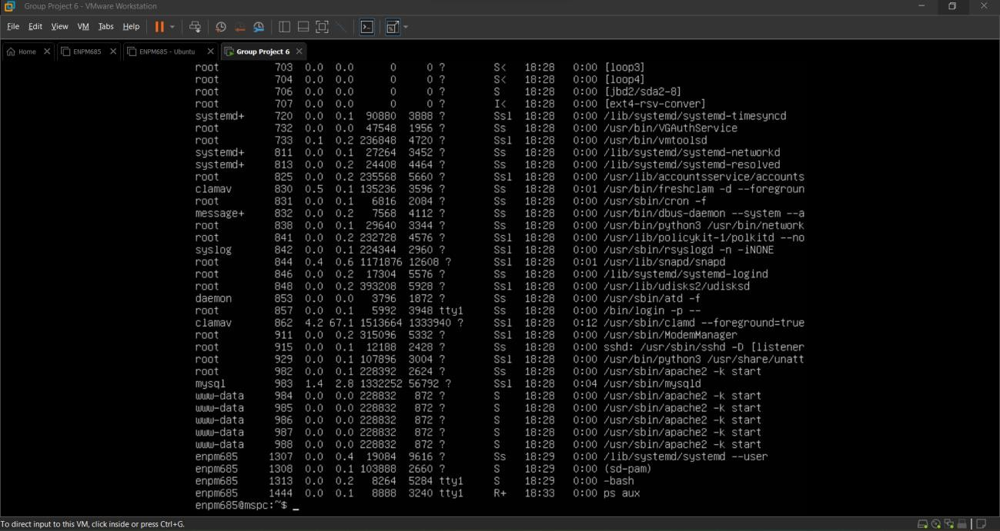 Group Project 6 - VMware Workstation
File Edit View VM Tabs Help
Home ENPM685 ENPM685 - Ubuntu Group Project 6
root 703 0.0 0.0 0 0 ? S< 18:28 0:00 [loop3]
root 704 0.0 0.0 0 0 ? S< 18:28 0:00 [loop4]
root 706 0.0 0.0 0 0 ? S 18:28 0:00 [jbd2/sda2-8]
root 707 0.0 0.0 0 0 ? I< 18:28 0:00 [ext4-rsv-conver]
systemd+ 720 0.0 0.1 90880 3888 ? Ssl 18:28 0:00 /lib/systemd/systemd-timesyncd
root 732 0.0 0.0 47548 1956 ? Ss 18:28 0:00 /usr/bin/VGAuthService
root 733 0.1 0.2 236848 4720 ? Ssl 18:28 0:00 /usr/bin/vmtoolsd
systemd+ 811 0.0 0.1 27264 3452 ? Ss 18:28 0:00 /lib/systemd/systemd-networkd
systemd+ 813 0.0 0.2 24408 4464 ? Ss 18:28 0:00 /lib/systemd/systemd-resolved
root 825 0.0 0.2 235568 5660 ? Ssl 18:28 0:00 /usr/lib/accountsservice/accounts
clamav 830 0.5 0.1 135236 3596 ? Ss 18:28 0:01 /usr/bin/freshclam -d --foregroun
root 831 0.0 0.1 6816 2084 ? Ss 18:28 0:00 /usr/sbin/cron -f
message+ 832 0.0 0.2 7568 4112 ? Ss 18:28 0:00 /usr/bin/dbus-daemon --system --a
root 838 0.0 0.1 29640 3344 ? Ss 18:28 0:00 /usr/bin/python3 /usr/bin/network
root 841 0.0 0.2 232728 4576 ? Ssl 18:28 0:00 /usr/lib/policykit-1/polkitd --no
syslog 842 0.0 0.1 224344 2960 ? Ssl 18:28 0:00 /usr/sbin/rsyslogd -n -iNONE
root 844 0.4 0.6 1171876 12608 ? Ssl 18:28 0:01 /usr/lib/snapd/snapd
root 846 0.0 0.2 17304 5576 ? Ss 18:28 0:00 /lib/systemd/systemd-logind
root 848 0.0 0.2 393208 5928 ? Ssl 18:28 0:00 /usr/lib/udisks2/udisksd
daemon 853 0.0 0.0 3796 1872 ? Ss 18:28 0:00 /usr/sbin/atd -f
root 857 0.0 0.1 5992 3948 tty1 Ss 18:28 0:00 /bin/login -p --
clamav 862 4.2 67.1 1513664 1333940 ? Ssl 18:28 0:12 /usr/sbin/clamd --foreground=true
root 911 0.0 0.2 315096 5332 ? Ssl 18:28 0:00 /usr/sbin/ModemManager
root 915 0.0 0.1 12188 2428 ? Ss 18:28 0:00 sshd: /usr/sbin/sshd -D [listener
root 929 0.0 0.1 107896 3004 ? Ssl 18:28 0:00 /usr/bin/python3 /usr/share/unatt
root 982 0.0 0.1 228392 2624 ? Ss 18:28 0:00 /usr/sbin/apache2 -k start
mysql 983 1.4 2.8 1332252 56792 ? Ssl 18:28 0:04 /usr/sbin/mysqld
www-data 984 0.0 0.0 228832 872 ? S 18:28 0:00 /usr/sbin/apache2 -k start
www-data 985 0.0 0.0 228832 872 ? S 18:28 0:00 /usr/sbin/apache2 -k start
www-data 986 0.0 0.0 228832 872 ? S 18:28 0:00 /usr/sbin/apache2 -k start
www-data 987 0.0 0.0 228832 872 ? S 18:28 0:00 /usr/sbin/apache2 -k start
www-data 988 0.0 0.0 228832 872 ? S 18:28 0:00 /usr/sbin/apache2 -k start
enpm685 1307 0.0 0.4 19084 9616 ? Ss 18:29 0:00 /lib/systemd/systemd --user
enpm685 1308 0.0 0.1 103888 2660 ? S 18:29 0:00 (sd-pam)
enpm685 1313 0.0 0.2 8264 5284 tty1 S 18:29 0:00 -bash
enpm685 1444 0.0 0.1 8888 3240 tty1 R+ 18:33 0:00 ps aux
enpm685@mspc:~$ _
To direct input to this VM, click inside or press Ctrl+G.